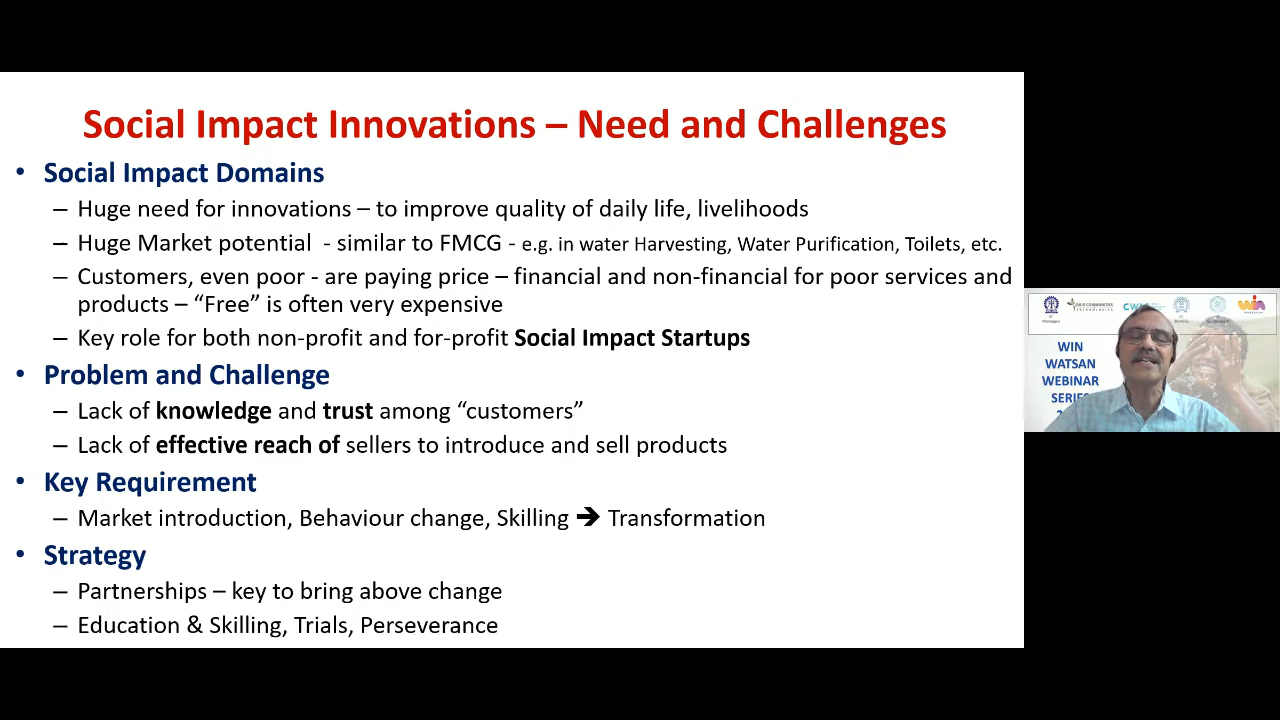 Social Impact Innovations – Need and Challenges
• Social Impact Domains
– Huge need for innovations – to improve quality of daily life, livelihoods
– Huge Market potential - similar to FMCG - e.g. in water Harvesting, Water Purification, Toilets, etc.
– Customers, even poor - are paying price – financial and non-financial for poor services and
products – “Free” is often very expensive
– Key role for both non-profit and for-profit Social Impact Startups
• Problem and Challenge
– Lack of knowledge and trust among “customers”
– Lack of effective reach of sellers to introduce and sell products
• Key Requirement
– Market introduction, Behaviour change, Skilling ➔ Transformation
• Strategy
– Partnerships – key to bring above change
– Education & Skilling, Trials, Perseverance
win
WIN
WATSAN
WEBINAR